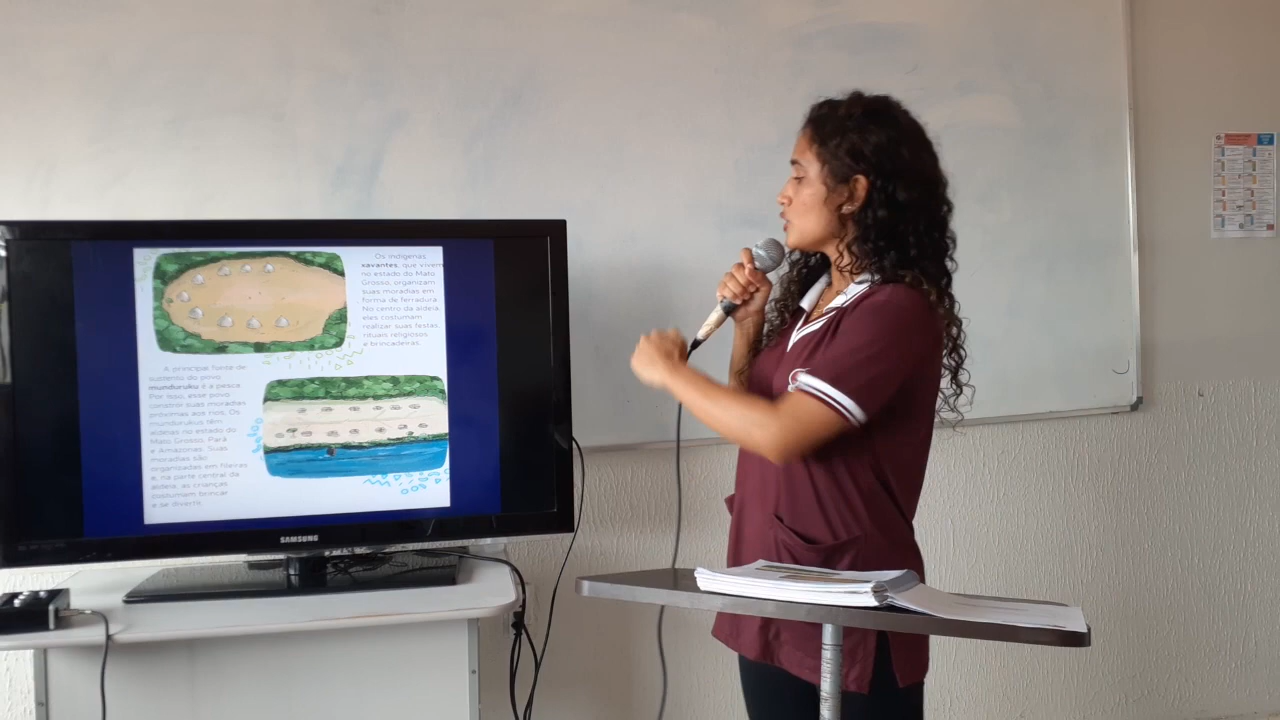 Os indígenas
xavantes, que vivem
no estado do Mato
Grosso, organizam
suas moradias em
forma de ferradura.
No centro da aldeia,
eles costumam
realizar suas festas,
rituais religiosos
e brincadeiras.
A principal fonte de
sustento do povo
munduruku é a pesca.
Por isso, esse povo
constrói suas moradias
próximas aos rios. Os
mundurukus têm
aldeias no estado do
Mato Grosso, Pará
e Amazonas. Suas
moradias são
organizadas em fileiras
e, na parte central da
aldeia, as crianças
costumam brincar
e se divertir.
SAMSUNG